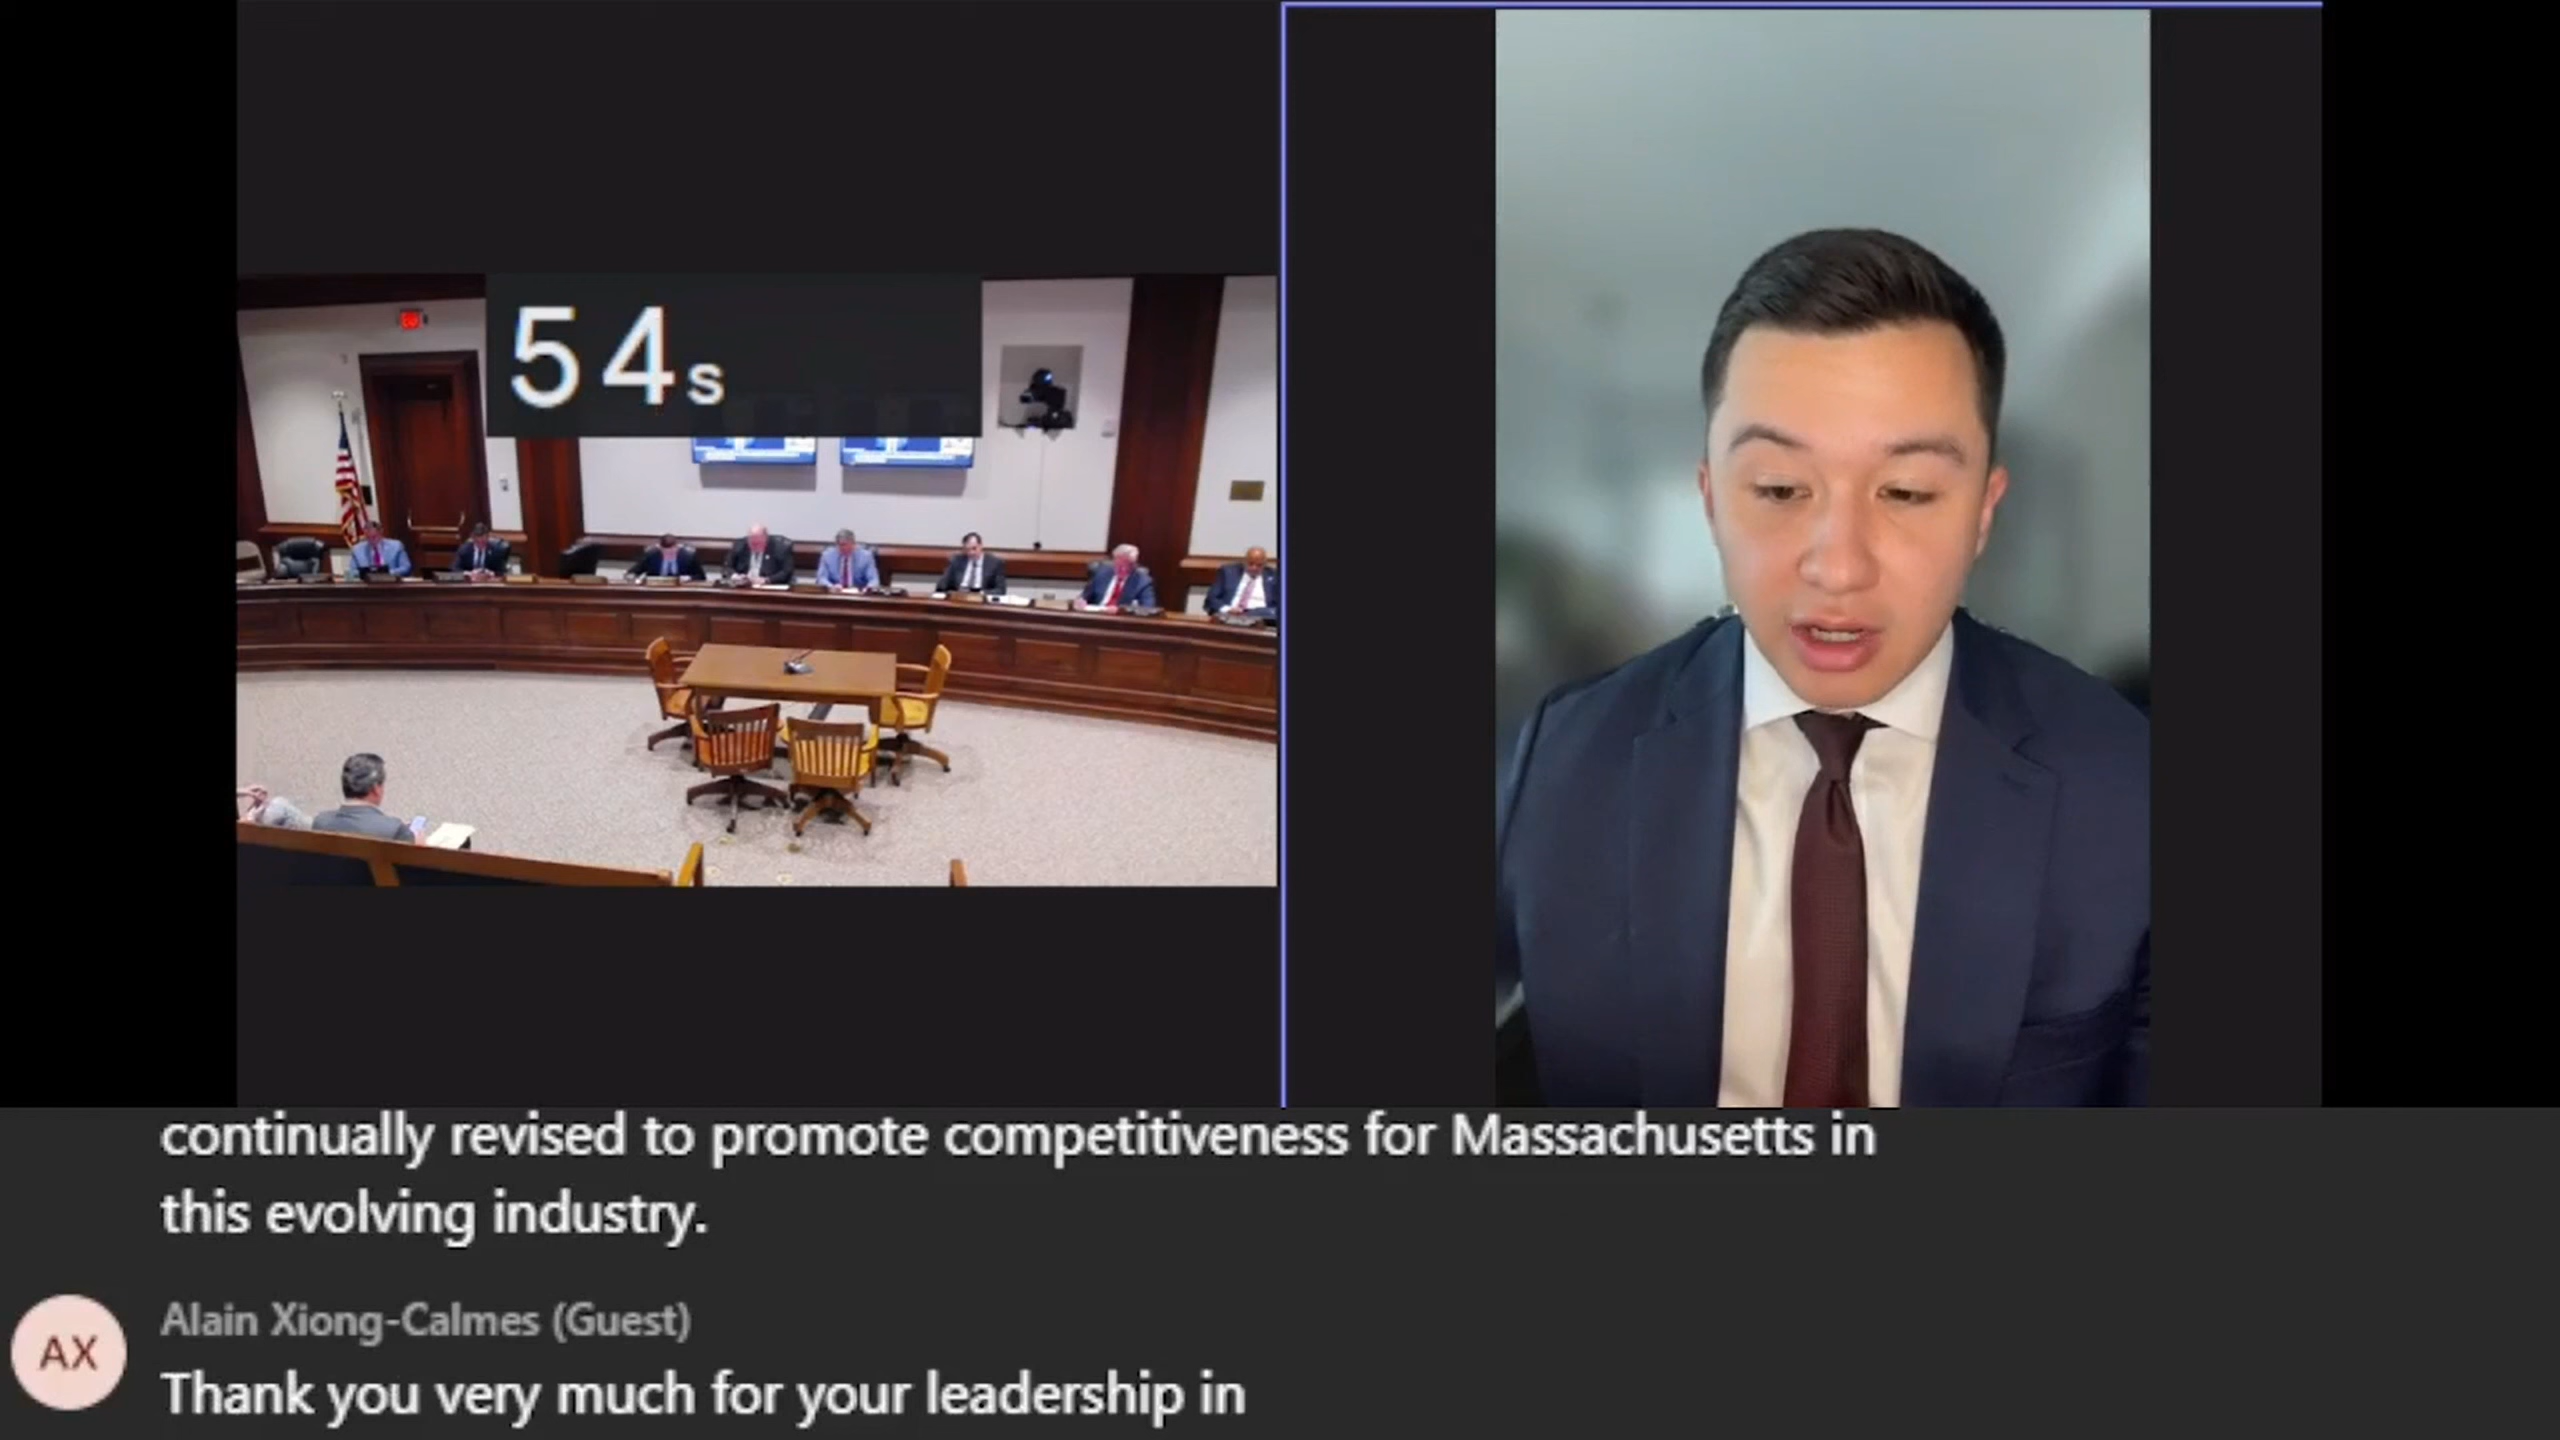 54s
continually revised to promote competitiveness for Massachusetts in
this evolving industry.
AX
Alain Xiong-Calmes (Guest)
Thank you very much for your leadership in